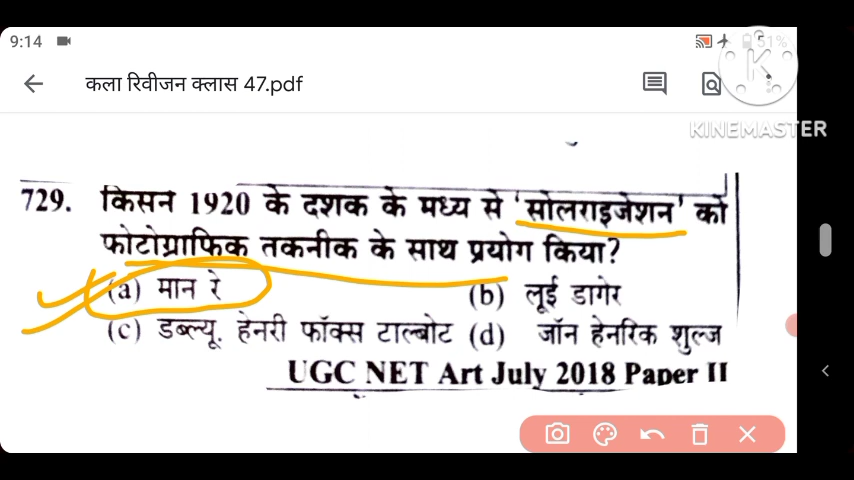 9:14
51%
कला रिवीजन क्लास 47.pdf
KINEMASTER
729. किसने 1920 के दशक के मध्य से 'सोलराइजेशन' को
फोटोग्राफिक तकनीक के साथ प्रयोग किया?
(a) मान रे (b) लूई डागेर
(c) डब्ल्यू. हेनरी फॉक्स टाल्बोट (d) जॉन हेनरिक शुल्ज
UGC NET Art July 2018 Paper II